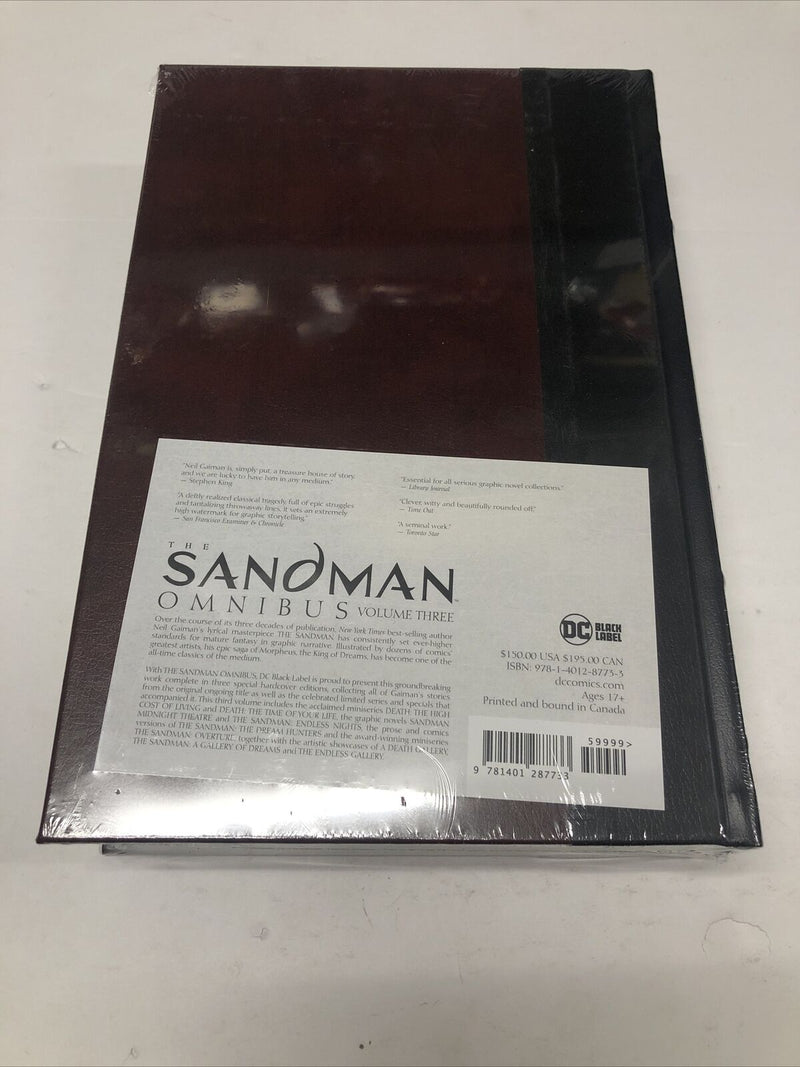 "Neil Gaiman is, simply put, a treasure house of story,
and we are lucky to have him in any medium."
— Stephen King
"A deftly realized classical tragedy, full of epic struggles
and tantalizing throwaway lines. It sets an extremely
high watermark for graphic storytelling."
— San Francisco Examiner & Chronicle
"Essential for all serious graphic novel collections."
— Library Journal
"Clever, witty and beautifully rounded off."
— Time Out
"A seminal work."
— Toronto Star
THE
SANDMAN
OMNIBUS VOLUME THREE
Over the course of its three decades of publication, New York Times best-selling author
Neil Gaiman's lyrical masterpiece THE SANDMAN has consistently set ever-higher
standards for mature fantasy in graphic narrative. Illustrated by dozens of comics'
greatest artists, his epic saga of Morpheus, the King of Dreams, has become one of the
all-time classics of the medium.
With THE SANDMAN OMNIBUS, DC Black Label is proud to present this groundbreaking
work complete in three special hardcover editions, collecting all of Gaiman's stories
from the original ongoing title as well as the celebrated limited series and specials that
accompanied it. This third volume includes the acclaimed miniseries DEATH: THE HIGH
COST OF LIVING and DEATH: THE TIME OF YOUR LIFE, the graphic novels SANDMAN
MIDNIGHT THEATRE and THE SANDMAN: ENDLESS NIGHTS, the prose and comics
versions of THE SANDMAN: THE DREAM HUNTERS and the award-winning miniseries
THE SANDMAN: OVERTURE, together with the artistic showcases of A DEATH GALLERY,
THE SANDMAN: A GALLERY OF DREAMS and THE ENDLESS GALLERY.
DC BLACK
LABEL
$150.00 USA $195.00 CAN
ISBN: 978-1-4012-8773-3
dccomics.com
Ages 17+
Printed and bound in Canada
59999>
9 781401 287733